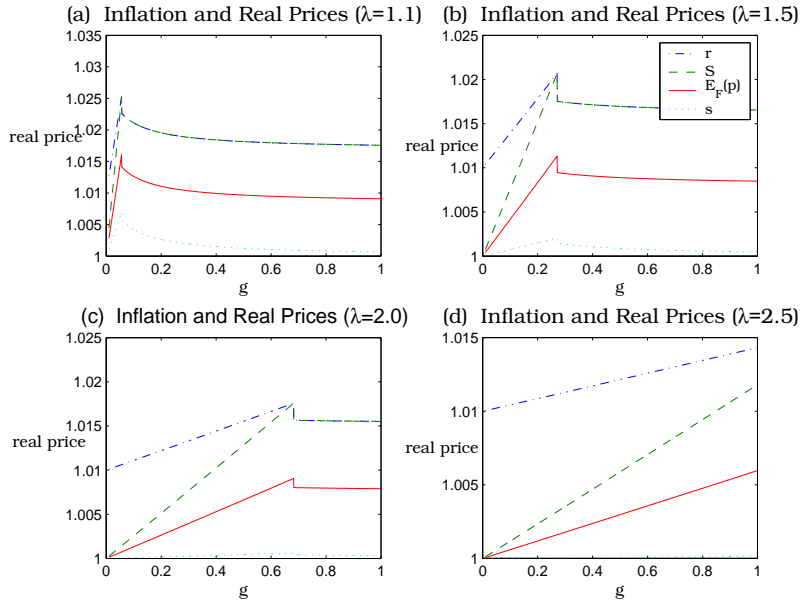 (a) Inflation and Real Prices (λ=1.1)
1.03
1.025
1.02
real price
1.015
1.01
1.005
1
0
0.2
0.4
0.6
0.8
1
g
(b) Inflation and Real Prices (λ=1.5)
1.025
1.02
1.015
real price
1.01
1.005
1
r
S
E_F(p)
s
0
0.2
0.4
0.6
0.8
1
g
(c) Inflation and Real Prices (λ=2.0)
1.025
1.02
1.015
real price
1.01
1.005
1
0
0.2
0.4
0.6
0.8
1
g
(d) Inflation and Real Prices (λ=2.5)
1.015
1.01
real price
1.005
1
0
0.2
0.4
0.6
0.8
1
g